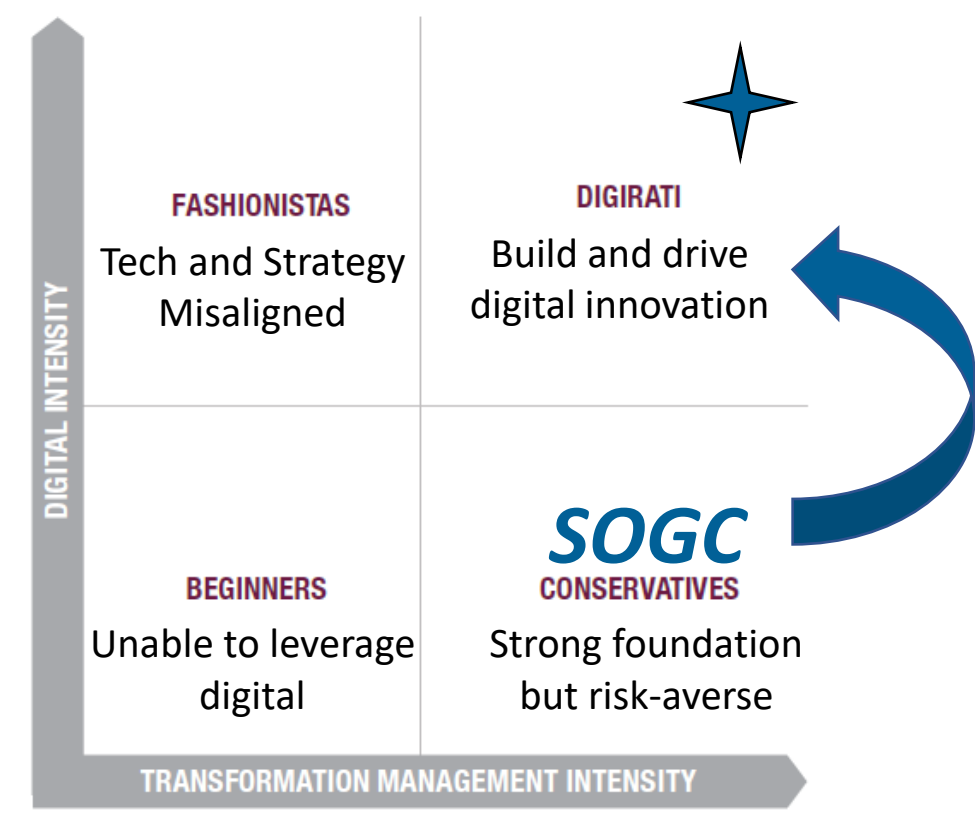 FASHIONISTAS
Tech and Strategy
Misaligned
DIGIRATI
Build and drive
digital innovation
DIGITAL INTENSITY
BEGINNERS
Unable to leverage
digital
SOGC
CONSERVATIVES
Strong foundation
but risk-averse
TRANSFORMATION MANAGEMENT INTENSITY